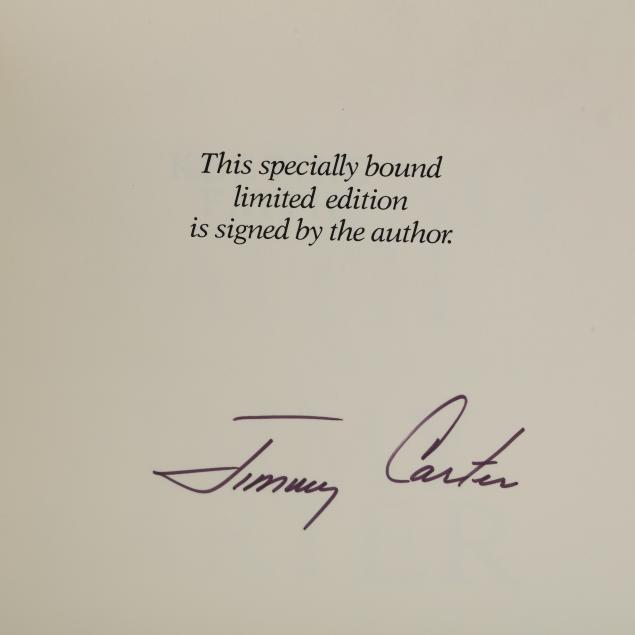 This specially bound
limited edition
is signed by the author.
Jimmy Carter